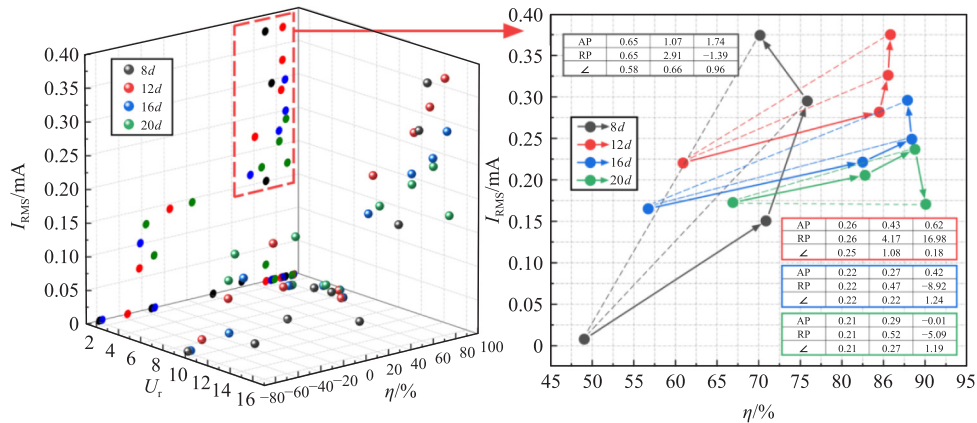 0.40
0.35
0.30
0.25
0.20
0.15
0.10
0.05
0
I_RMS/mA
8d
12d
16d
20d
2 4 6 8 10 12 14 16
U_r
−80 −60 −40 −20 0 20 40 60 80 100
η/%
0.40
0.30
0.25
0.20
0.15
0.10
0.05
0
I_RMS/mA
AP 0.65 1.07 1.74
RP 0.65 2.91 −1.39
∠ 0.58 0.66 0.96
8d
12d
16d
20d
AP 0.26 0.43 0.62
RP 0.26 4.17 16.98
∠ 0.25 1.08 0.18
AP 0.22 0.27 0.42
RP 0.22 0.47 −8.92
∠ 0.22 0.22 1.24
AP 0.21 0.29 −0.01
RP 0.21 0.52 −5.09
∠ 0.21 0.27 1.19
45 50 55 60 65 70 75 80 86 90 95
η/%